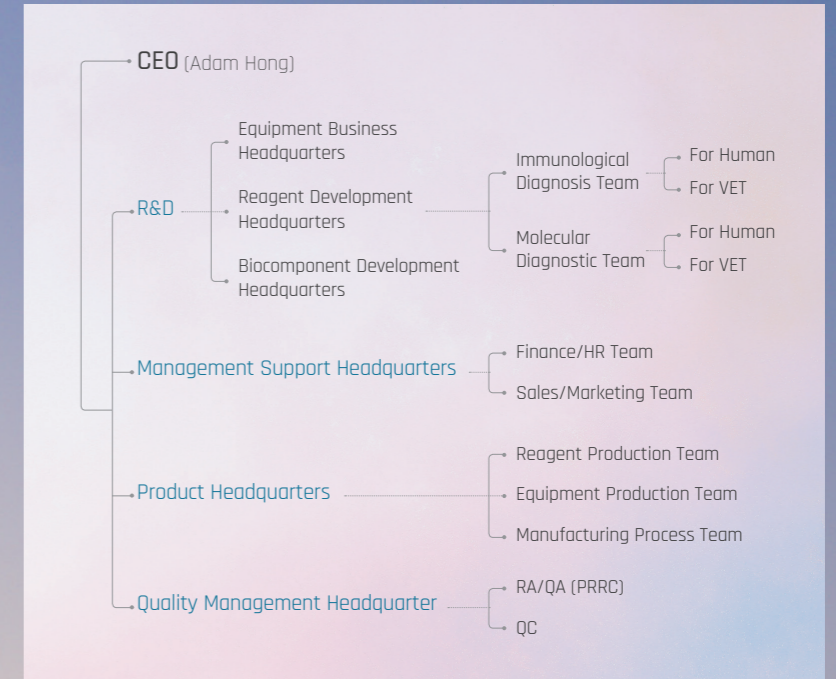 CEO (Adam Hong)
R&D
Equipment Business
Headquarters
Reagent Development
Headquarters
Biocomponent Development
Headquarters
Immunological
Diagnosis Team
For Human
For VET
Molecular
Diagnostic Team
For Human
For VET
Management Support Headquarters
Finance/HR Team
Sales/Marketing Team
Product Headquarters
Reagent Production Team
Equipment Production Team
Manufacturing Process Team
Quality Management Headquarter
RA/QA (PRRC)
QC